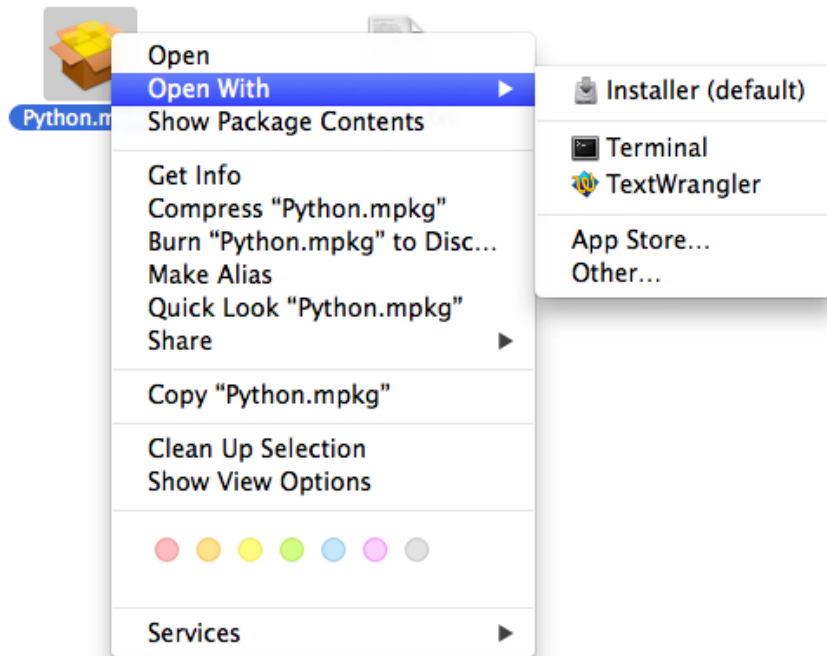 Python.m
Open
Open With
Show Package Contents
Get Info
Compress “Python.mpkg”
Burn “Python.mpkg” to Disc...
Make Alias
Quick Look “Python.mpkg”
Share
Copy “Python.mpkg”
Clean Up Selection
Show View Options
Services
Installer (default)
Terminal
TextWrangler
App Store...
Other...